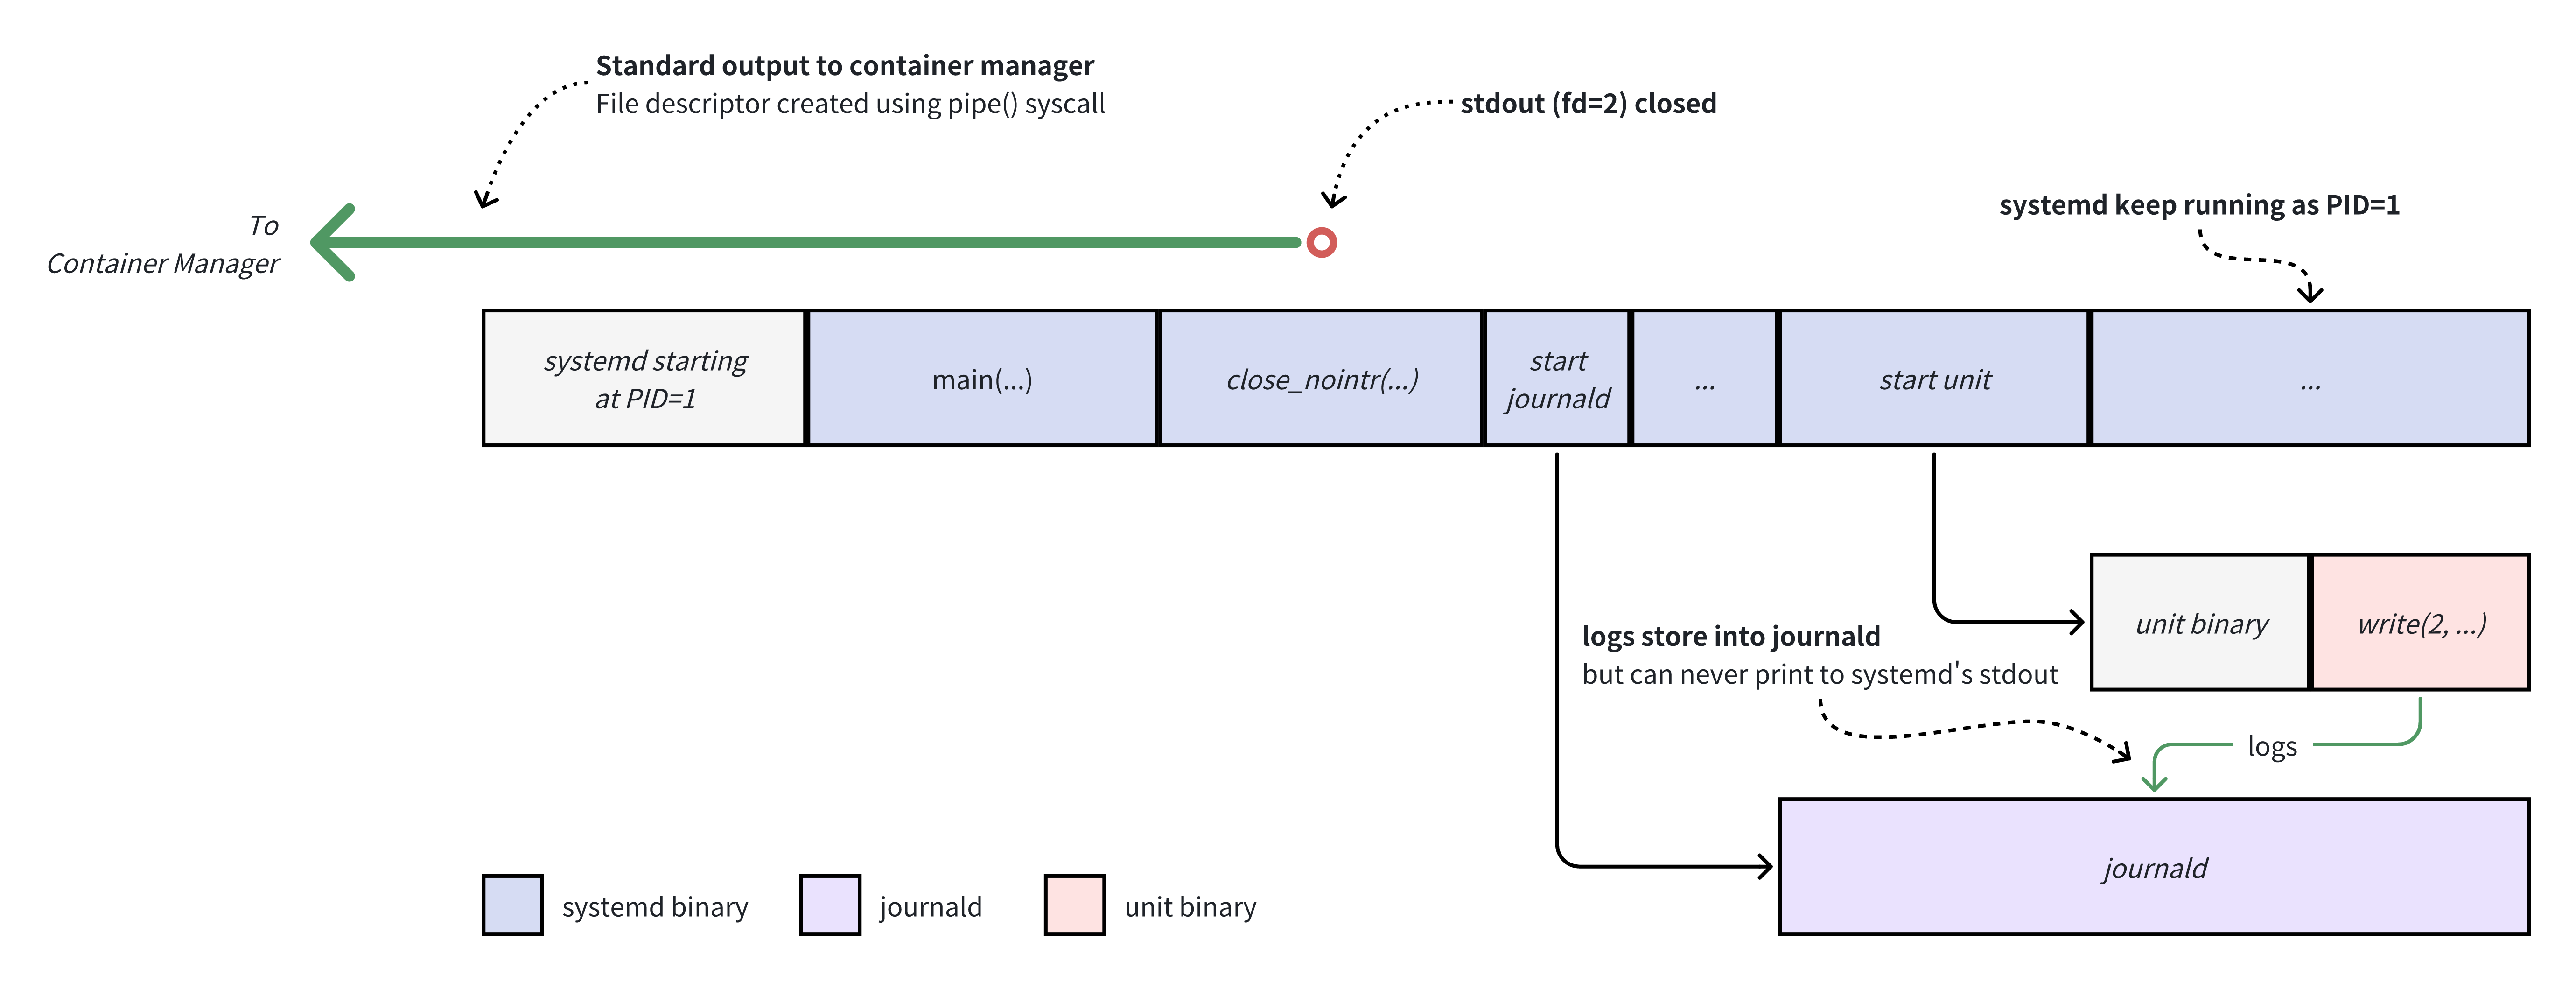 Standard output to container manager
File descriptor created using pipe() syscall
stdout (fd=2) closed
systemd keep running as PID=1
To
Container Manager
systemd starting
at PID=1
main(...)
close_nointr(...)
start
journald
...
start unit
...
unit binary
write(2, ...)
logs store into journald
but can never print to systemd's stdout
logs
journald
systemd binary
journald
unit binary